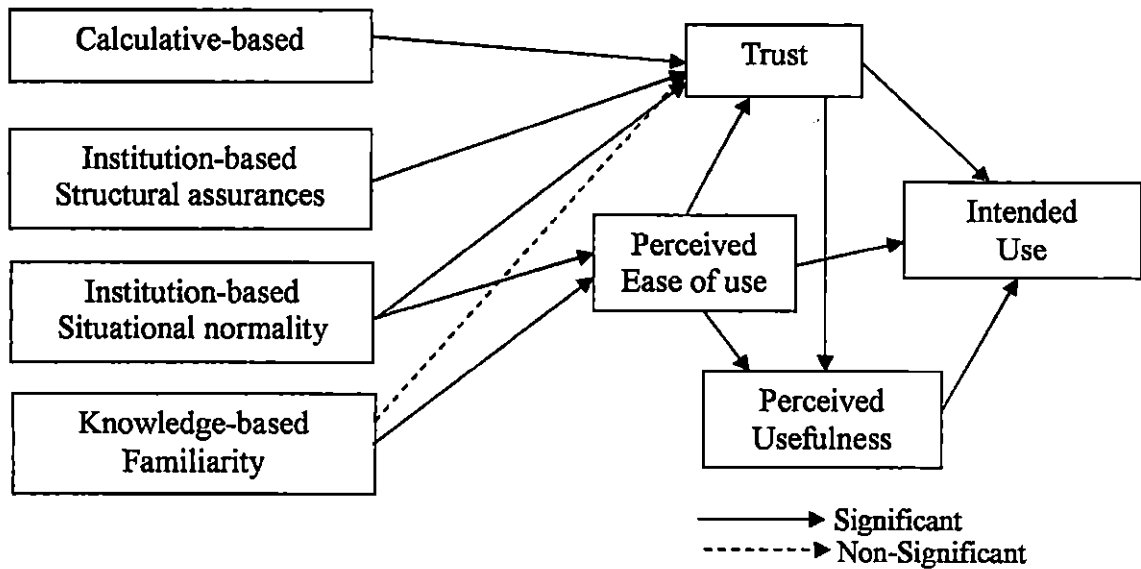 Calculative-based
Trust
Institution-based
Structural assurances
Intended
Use
Perceived
Ease of use
Institution-based
Situational normality
Perceived
Usefulness
Knowledge-based
Familiarity
Significant
Non-Significant